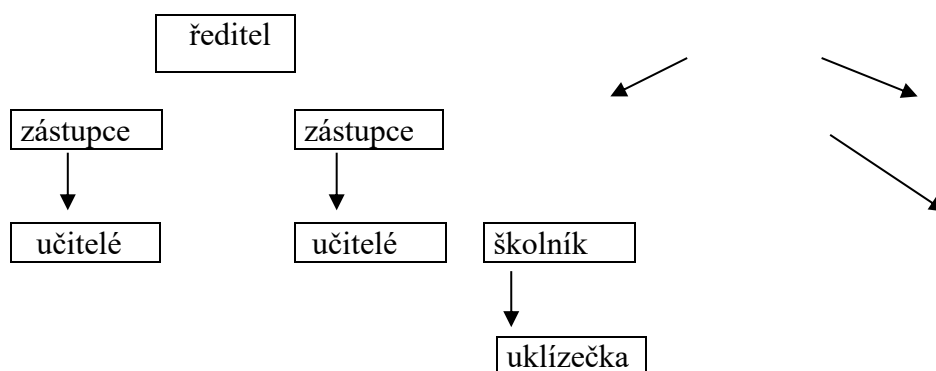 ředitel
zástupce
zástupce
učitelé
učitelé
školník
uklízečka